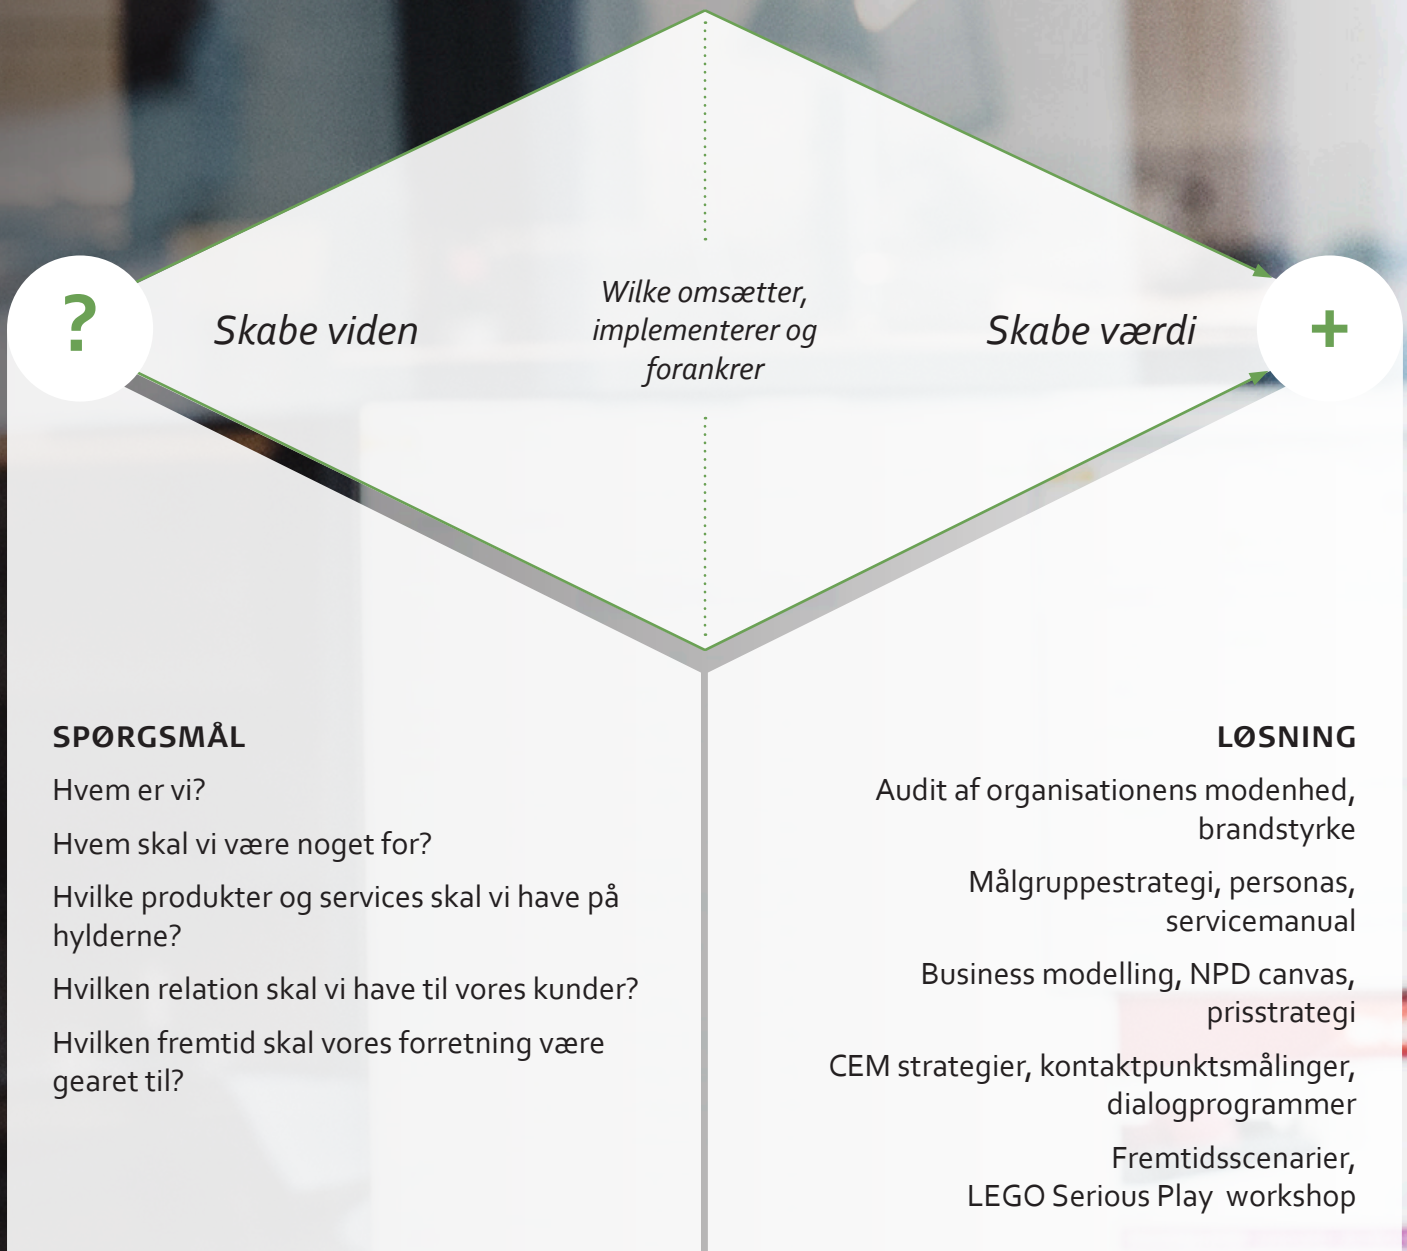 ?
Skabe viden
Wilke omsætter,
implementerer og
forankrer
Skabe værdi
+
SPØRGSMÅL
Hvem er vi?
Hvem skal vi være noget for?
Hvilke produkter og services skal vi have på
hylderne?
Hvilken relation skal vi have til vores kunder?
Hvilken fremtid skal vores forretning være
gearet til?
LØSNING
Audit af organisationens modenhed,
brandstyrke
Målgruppestrategi, personas,
servicemanual
Business modelling, NPD canvas,
prisstrategi
CEM strategier, kontaktpunktsmålinger,
dialogprogrammer
Fremtidsscenarier,
LEGO Serious Play workshop